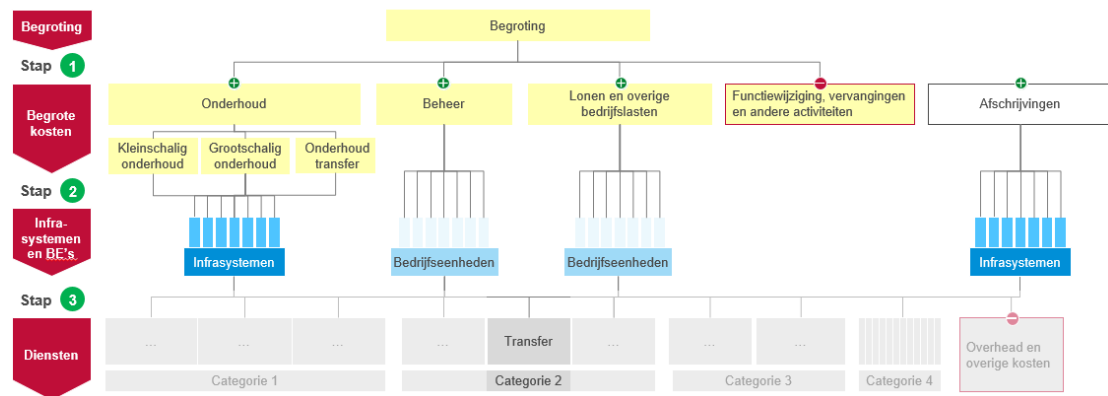 Begroting
Begroting
Stap 1
Begrote
kosten
Onderhoud
Beheer
Lonen en overige
bedrijfslasten
Functiewijziging, vervangingen
en andere activiteiten
Afschrijvingen
Kleinschalig
onderhoud
Grootschalig
onderhoud
Onderhoud
transfer
Stap 2
Infra-
systemen
en BE's
Infrasystemen
Bedrijfseenheden
Bedrijfseenheden
Infrasystemen
Stap 3
Diensten
...
...
...
...
Transfer
...
...
...
Overhead en
overige kosten
Categorie 1
Categorie 2
Categorie 3
Categorie 4